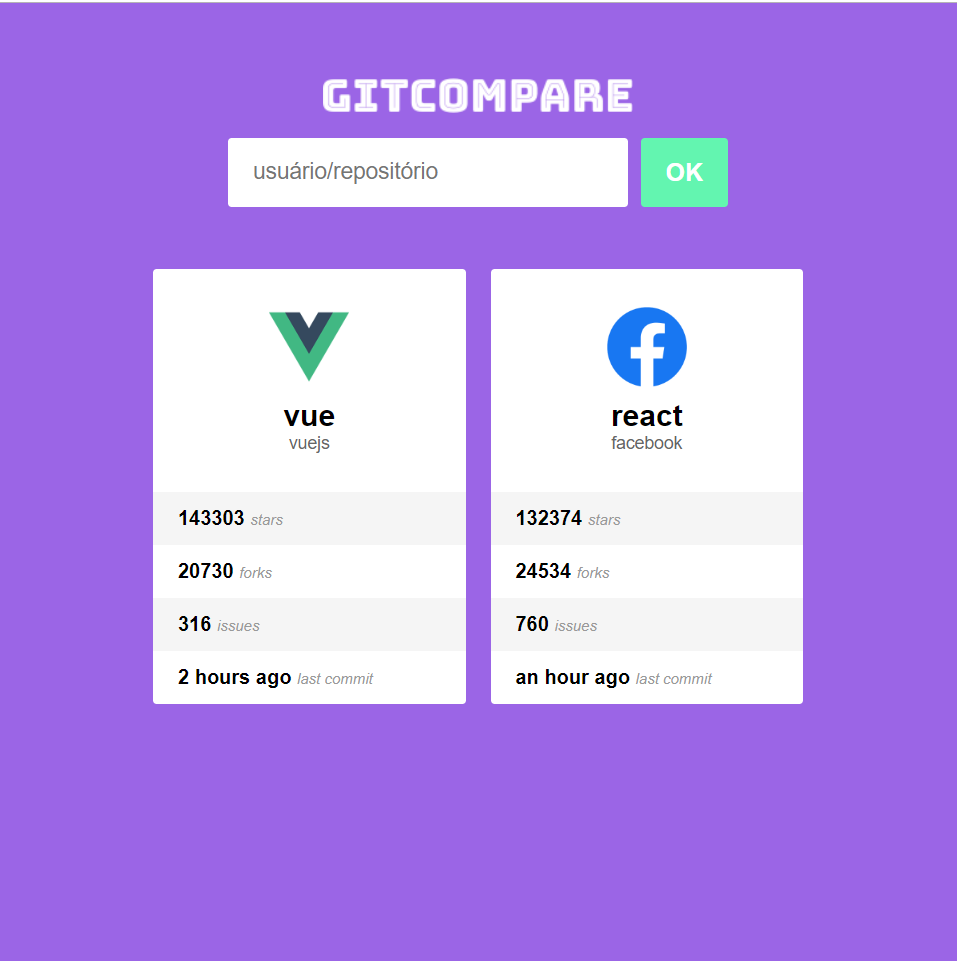 GITCOMPARE
usuário/repositório
OK
vue
vuejs
143303 stars
20730 forks
316 issues
2 hours ago last commit
react
facebook
132374 stars
24534 forks
760 issues
an hour ago last commit